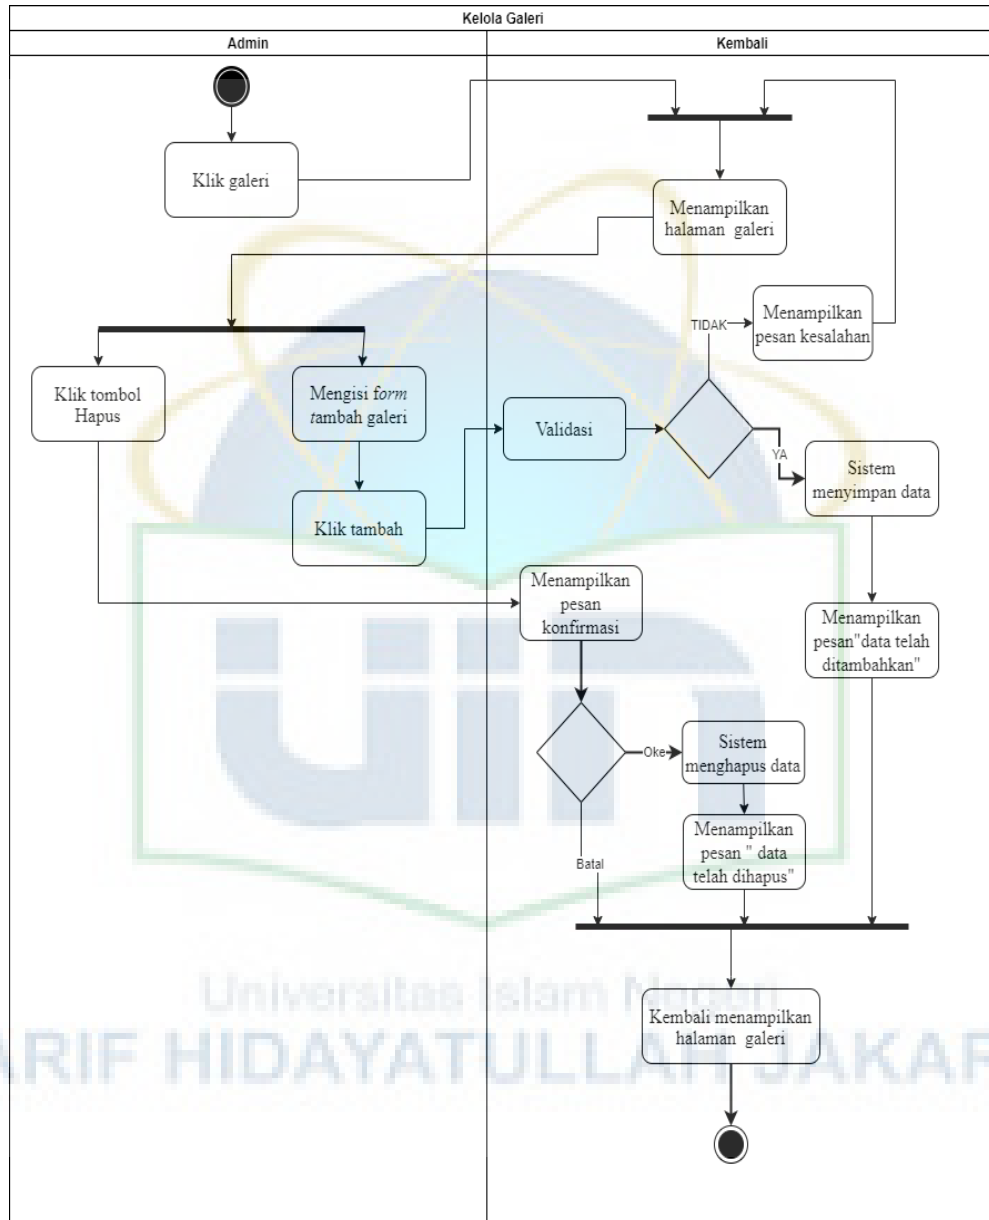 Kelola Galeri
Admin
Kembali
Klik galeri
Menampilkan
halaman galeri
TIDAK
Menampilkan
pesan kesalahan
Klik tombol
Hapus
Mengisi form
tambah galeri
Validasi
YA
Sistem
menyimpan data
Klik tambah
Menampilkan
pesan
konfirmasi
Menampilkan
pesan"data telah
ditambahkan"
Oke
Sistem
menghapus data
Batal
Menampilkan
pesan " data
telah dihapus"
uin
Universitas Islam Negeri
Kembali menampilkan
halaman galeri
ARIF HIDAYATULLAH JAKAR